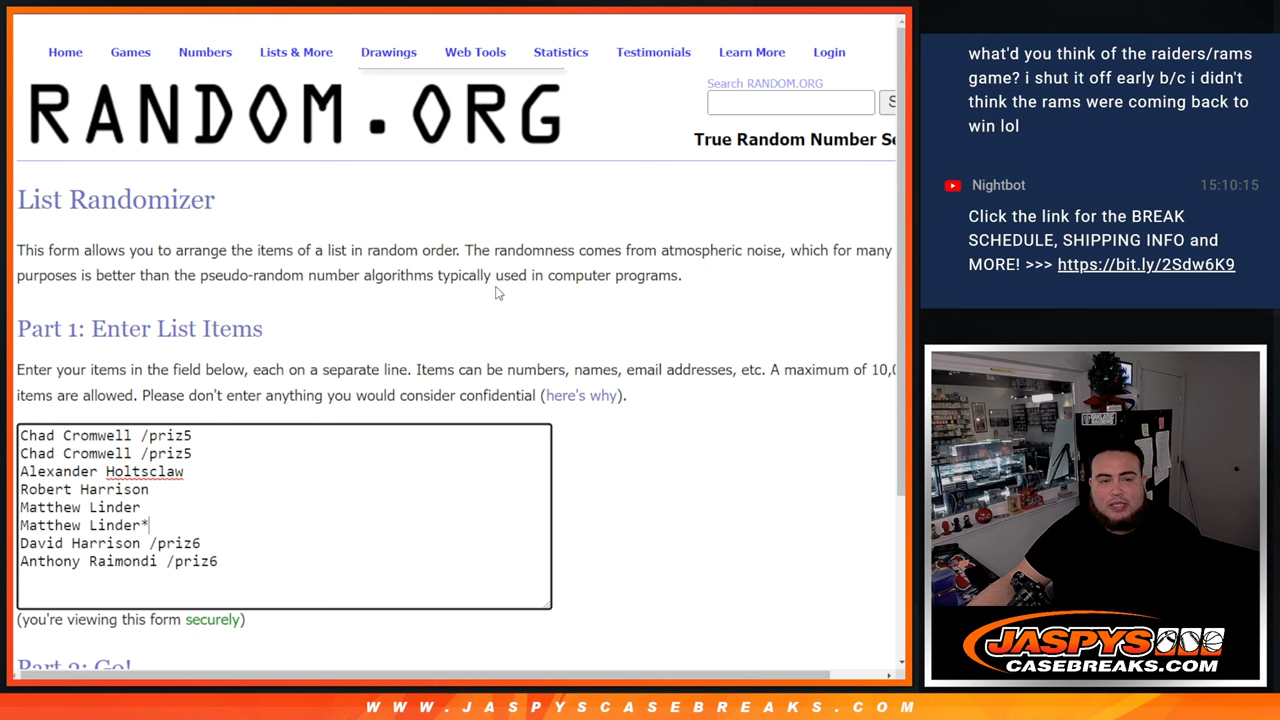 Home Games Numbers Lists & More Drawings Web Tools Statistics Testimonials Learn More Login
RANDOM.ORG
Search RANDOM.ORG
True Random Number Se
List Randomizer
This form allows you to arrange the items of a list in random order. The randomness comes from atmospheric noise, which for many
purposes is better than the pseudo-random number algorithms typically used in computer programs.
Part 1: Enter List Items
Enter your items in the field below, each on a separate line. Items can be numbers, names, email addresses, etc. A maximum of 10,0
items are allowed. Please don't enter anything you would consider confidential (here's why).
Chad Cromwell /priz5
Chad Cromwell /priz5
Alexander Holtsclaw
Robert Harrison
Matthew Linder
Matthew Linder*
David Harrison /priz6
Anthony Raimondi /priz6
(you're viewing this form securely)
Part 2: Go!
what'd you think of the raiders/rams
game? i shut it off early b/c i didn't
think the rams were coming back to
win lol
Nightbot 15:10:15
Click the link for the BREAK
SCHEDULE, SHIPPING INFO and
MORE! >>> https://bit.ly/2Sdw6K9
JASPYS
CASEBREAKS.COM
WWW.JASPYSCASEBREAKS.COM